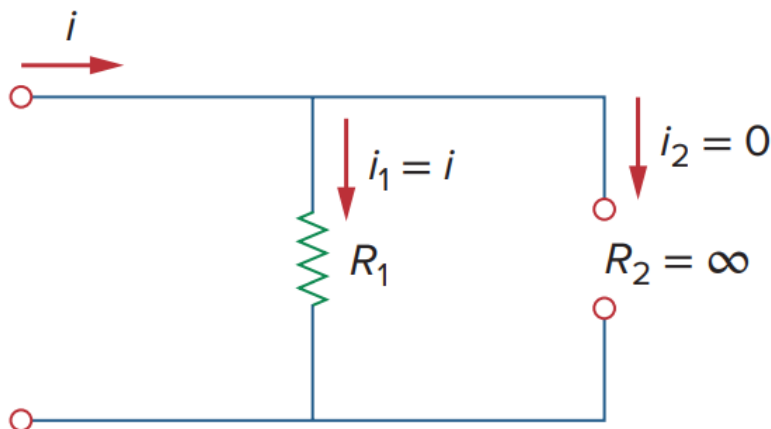 i
i₁ = i
i₂ = 0
R₁
R₂ = ∞